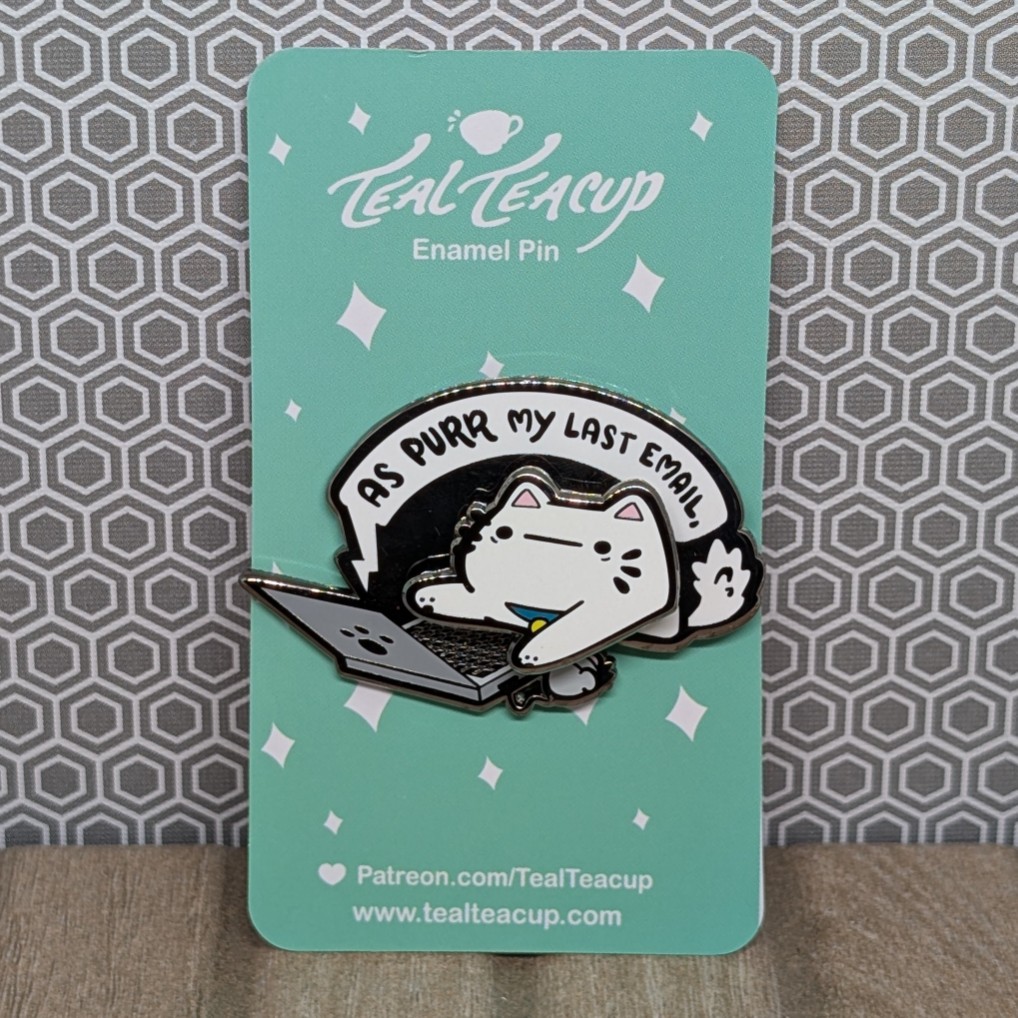 TEAL TEACUP
Enamel Pin
AS PURR MY LAST EMAIL,
Patreon.com/TealTeacup
www.tealteacup.com